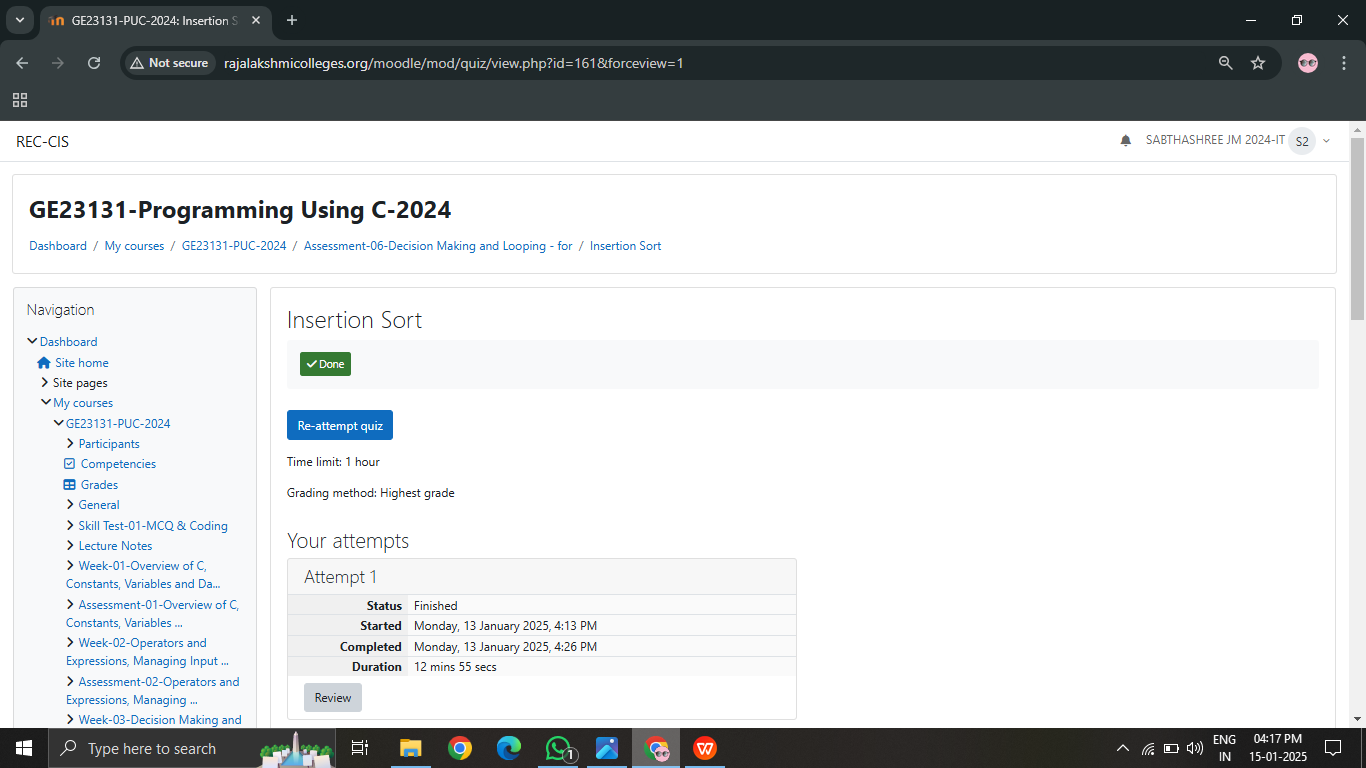 GE23131-PUC-2024: Insertion S
Not secure
rajalakshmicolleges.org/moodle/mod/quiz/view.php?id=161&forceview=1
REC-CIS
SABTHASHREE JM 2024-IT S2
GE23131-Programming Using C-2024
Dashboard / My courses / GE23131-PUC-2024 / Assessment-06-Decision Making and Looping - for / Insertion Sort
Navigation
Dashboard
Site home
Site pages
My courses
GE23131-PUC-2024
Participants
Competencies
Grades
General
Skill Test-01-MCQ & Coding
Lecture Notes
Week-01-Overview of C,
Constants, Variables and Da...
Assessment-01-Overview of C,
Constants, Variables ...
Week-02-Operators and
Expressions, Managing Input ...
Assessment-02-Operators and
Expressions, Managing ...
Week-03-Decision Making and
Insertion Sort
Done
Re-attempt quiz
Time limit: 1 hour
Grading method: Highest grade
Your attempts
Attempt 1
Status Finished
Started Monday, 13 January 2025, 4:13 PM
Completed Monday, 13 January 2025, 4:26 PM
Duration 12 mins 55 secs
Review
Type here to search
1
W
ENG
IN
04:17 PM
15-01-2025